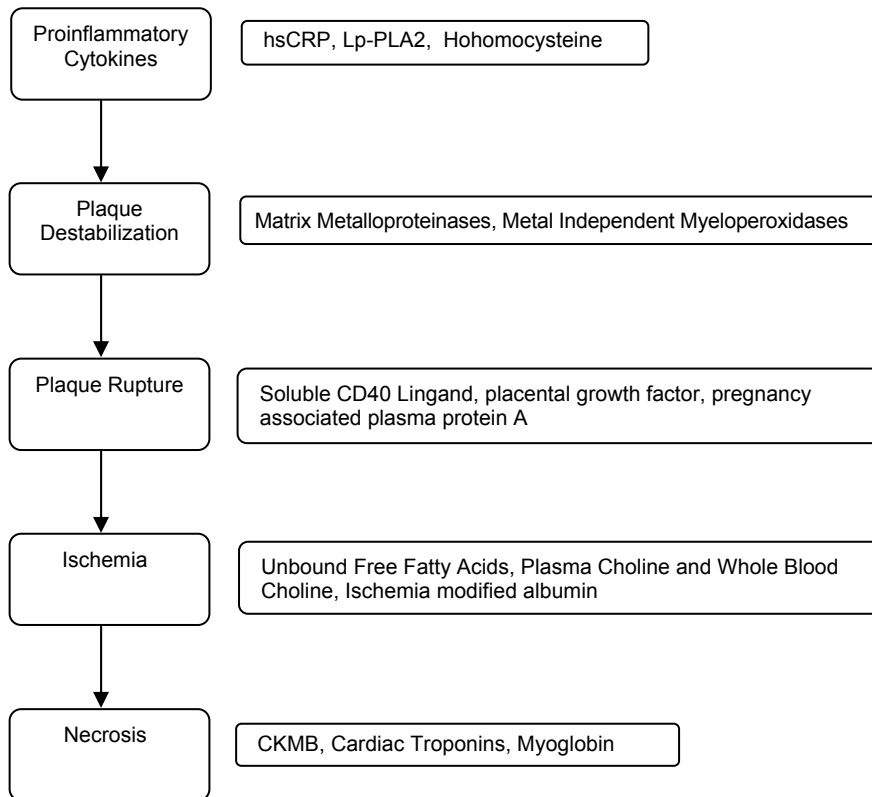 Proinflammatory
Cytokines
hsCRP, Lp-PLA2, Hohomocysteine
Plaque
Destabilization
Matrix Metalloproteinases, Metal Independent Myeloperoxidases
Plaque Rupture
Soluble CD40 Lingand, placental growth factor, pregnancy
associated plasma protein A
Ischemia
Unbound Free Fatty Acids, Plasma Choline and Whole Blood
Choline, Ischemia modified albumin
Necrosis
CKMB, Cardiac Troponins, Myoglobin